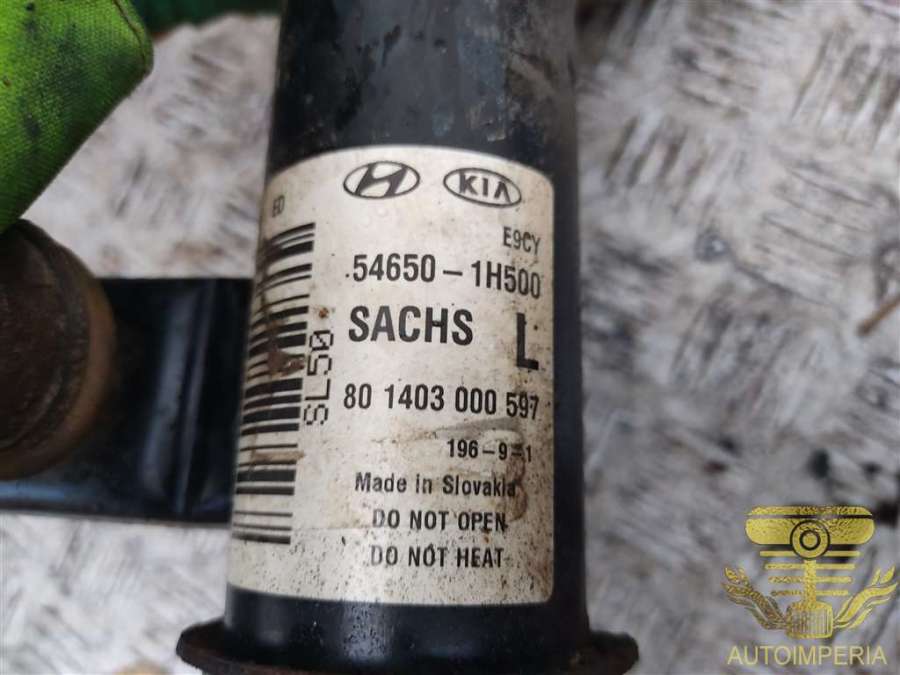 KIA
ED
E9CY
54650-1H500
SACHS L
SL50
80 1403 000 597
196-9-1
Made in Slovakia
DO NOT OPEN
DO NOT HEAT
AUTOIMPERIA